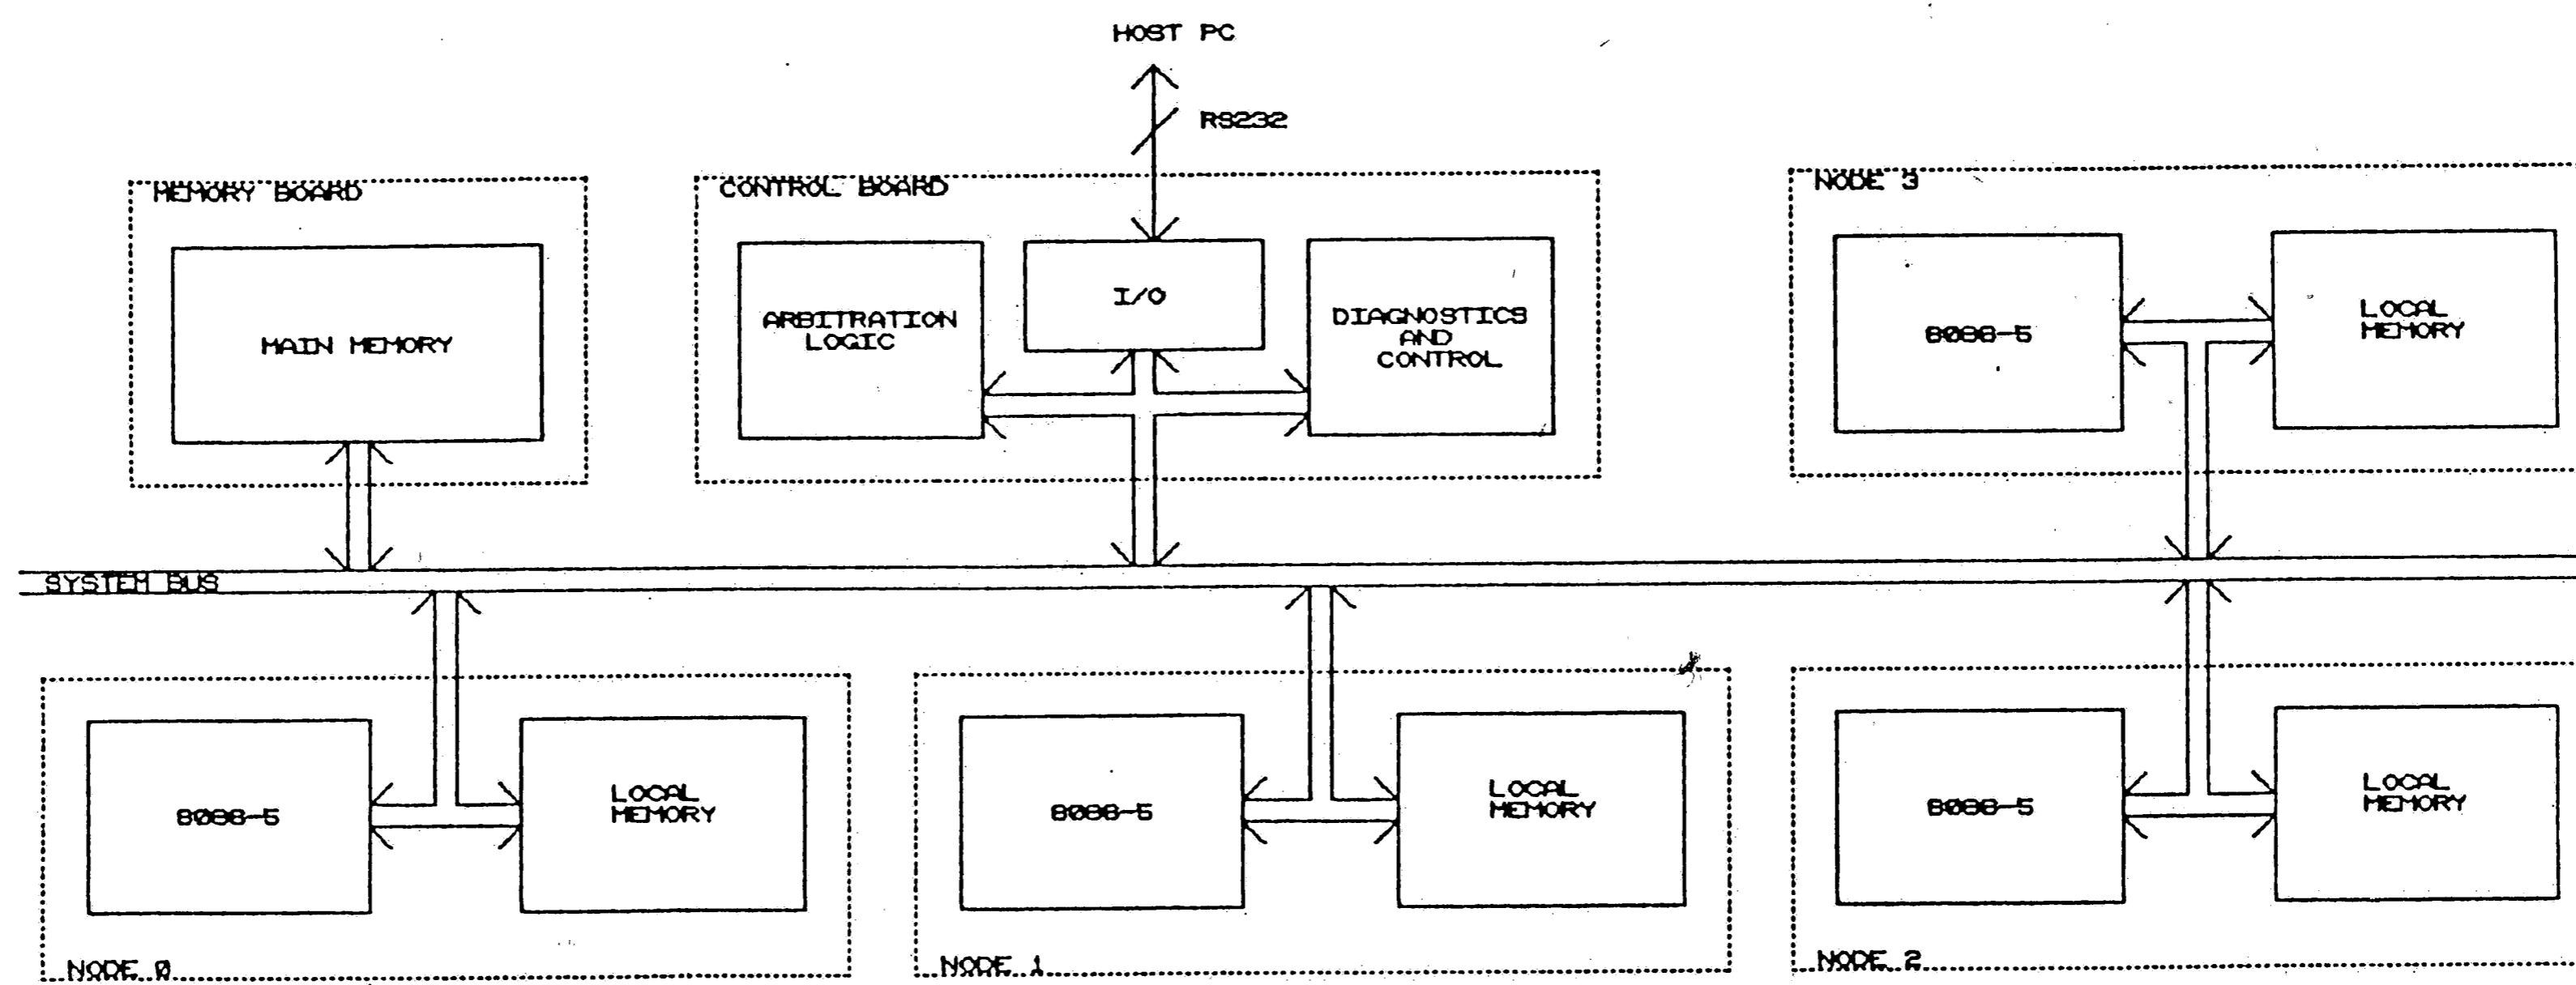 HOST PC
RS232
MEMORY BOARD
CONTROL BOARD
NODE 3
MAIN MEMORY
ARBITRATION
LOGIC
I/O
DIAGNOSTICS
AND
CONTROL
8088-5
LOCAL
MEMORY
SYSTEM BUS
8088-5
LOCAL
MEMORY
NODE 0
8088-5
LOCAL
MEMORY
NODE 1
8088-5
LOCAL
MEMORY
NODE 2